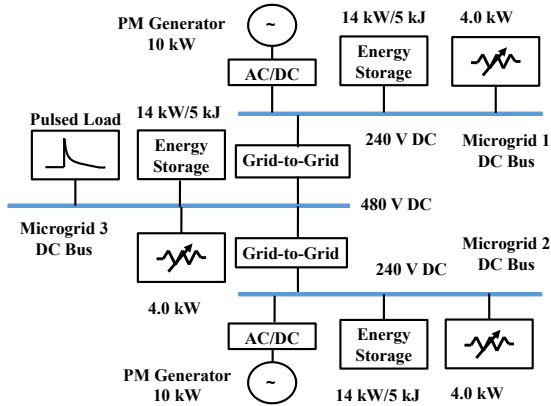 PM Generator
10 kW
~
AC/DC
14 kW/5 kJ
Energy
Storage
4.0 kW
240 V DC
Microgrid 1
DC Bus
Pulsed Load
14 kW/5 kJ
Energy
Storage
Grid-to-Grid
480 V DC
Microgrid 3
DC Bus
4.0 kW
Grid-to-Grid
240 V DC
Microgrid 2
DC Bus
AC/DC
Energy
Storage
PM Generator
10 kW
~
14 kW/5 kJ
4.0 kW